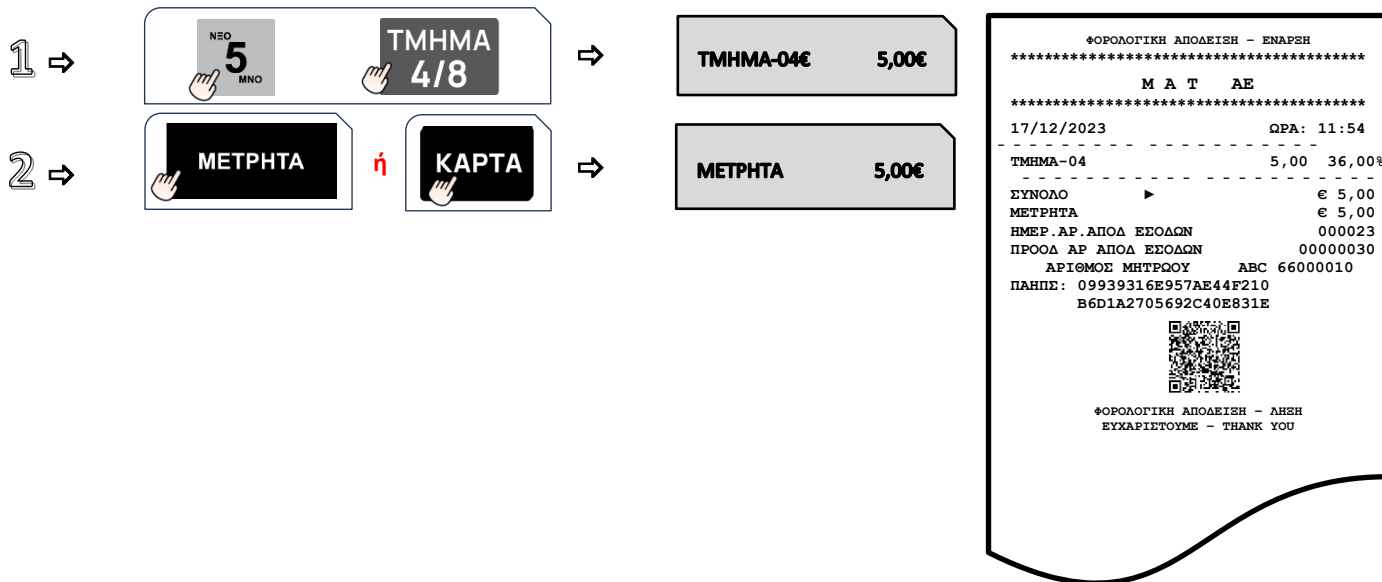 1 ⇨ ΝΞΟ 5 ΜΝΟ ΤΜΗΜΑ 4/8 ⇨ ΤΜΗΜΑ-04€ 5,00€
2 ⇨ ΜΕΤΡΗΤΑ ή ΚΑΡΤΑ ⇨ ΜΕΤΡΗΤΑ 5,00€
ΦΟΡΟΛΟΓΙΚΗ ΑΠΟΔΕΙΞΗ - ΕΝΑΡΞΗ
******************************************
Μ Α Τ ΑΕ
******************************************
17/12/2023 ΩΡΑ: 11:54
- - - - - - - - - - - - - - - - - - - -
ΤΜΗΜΑ-04 5,00 36,00%
- - - - - - - - - - - - - - - - - - - - -
ΣΥΝΟΛΟ ► € 5,00
ΜΕΤΡΗΤΑ € 5,00
ΗΜΕΡ.ΑΡ.ΑΠΟΔ ΕΣΟΔΩΝ 000023
ΠΡΟΟΔ ΑΡ ΑΠΟΔ ΕΣΟΔΩΝ 00000030
ΑΡΙΘΜΟΣ ΜΗΤΡΩΟΥ ABC 66000010
ΠΑΗΠΣ: 09939316E957AE44F210
B6D1A2705692C40E831E
ΦΟΡΟΛΟΓΙΚΗ ΑΠΟΔΕΙΞΗ - ΛΗΞΗ
ΕΥΧΑΡΙΣΤΟΥΜΕ - THANK YOU